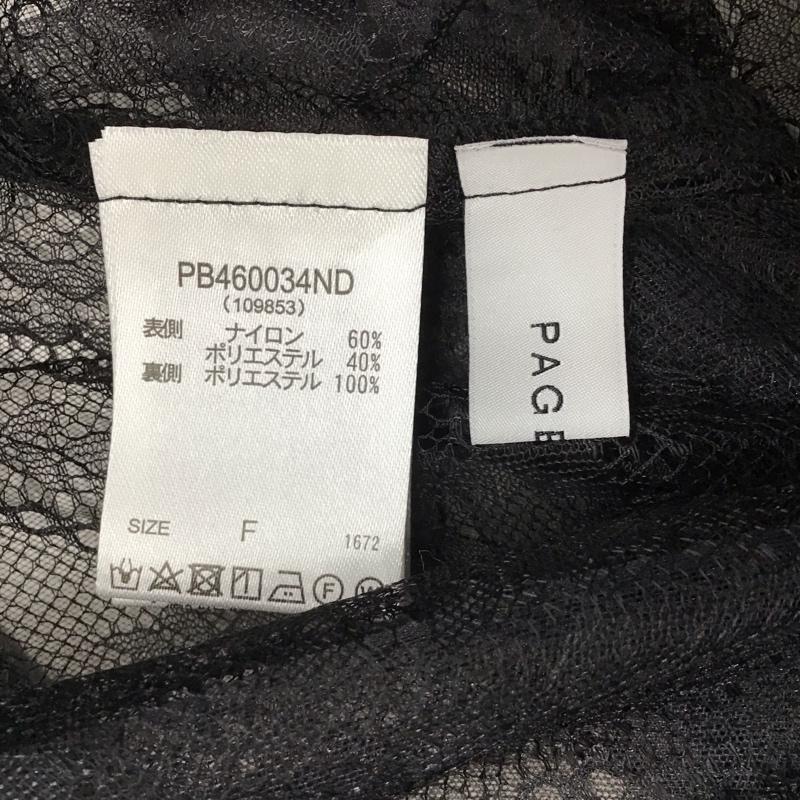 PB460034ND
(109853)
表側 ナイロン 60%
ポリエステル 40%
裏側 ポリエステル 100%
SIZE F 1672
F
W
PAGE